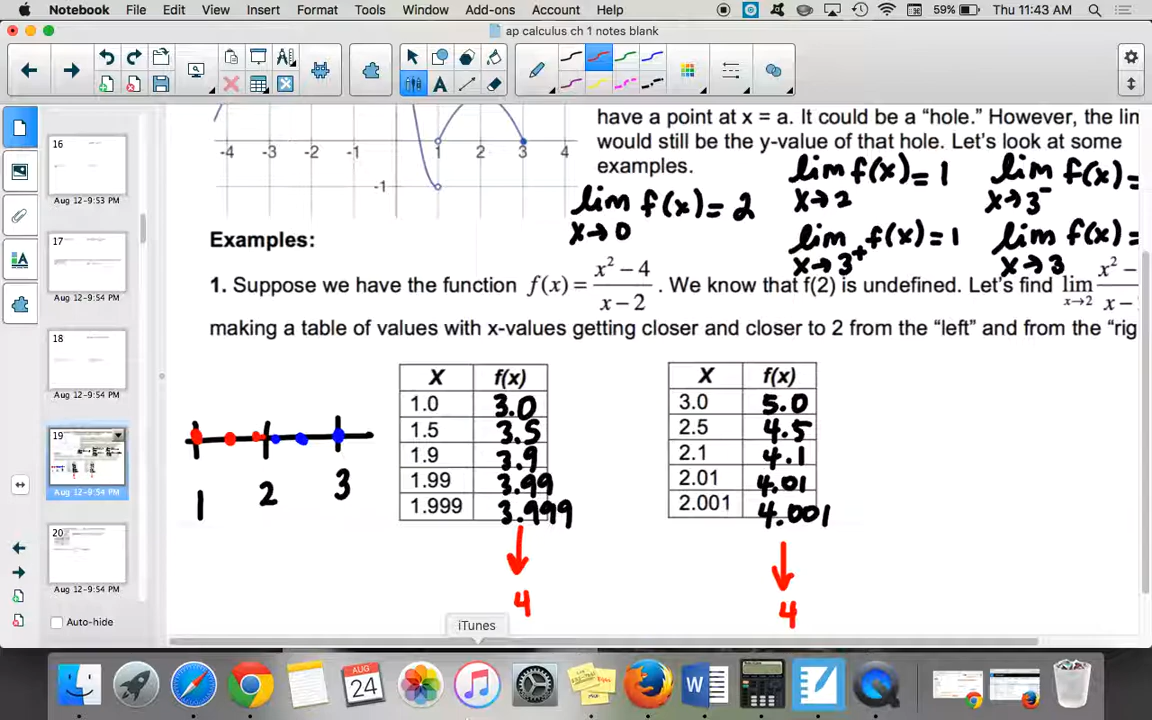 Notebook File Edit View Insert Format Tools Window Add-ons Account Help 59% Thu 11:43 AM
ap calculus ch 1 notes blank
have a point at x = a. It could be a “hole.” However, the lim
would still be the y-value of that hole. Let’s look at some
examples.
-4 -3 -2 -1 1 2 3 4
-1
lim f(x) = 2
x→0
lim f(x) = 1
x→2
lim f(x) =
x→3⁻
lim f(x) = 1
x→3⁺
lim f(x) =
x→3
Examples:
1. Suppose we have the function f(x) = x² − 4 / x − 2 . We know that f(2) is undefined. Let’s find lim x→2 x² − / x −
making a table of values with x-values getting closer and closer to 2 from the “left” and from the “rig
X f(x)
1.0 3.0
1.5 3.5
1.9 3.9
1.99 3.99
1.999 3.999
4
X f(x)
3.0 5.0
2.5 4.5
2.1 4.1
2.01 4.01
2.001 4.001
4
1 2 3
16
Aug 12 -9:53 PM
17
Aug 12 -9:54 PM
18
Aug 12 -9:54 PM
19
Aug 12 -9:54 PM
20
Aug 12 -9:54 PM
Auto-hide
iTunes
AUG
24